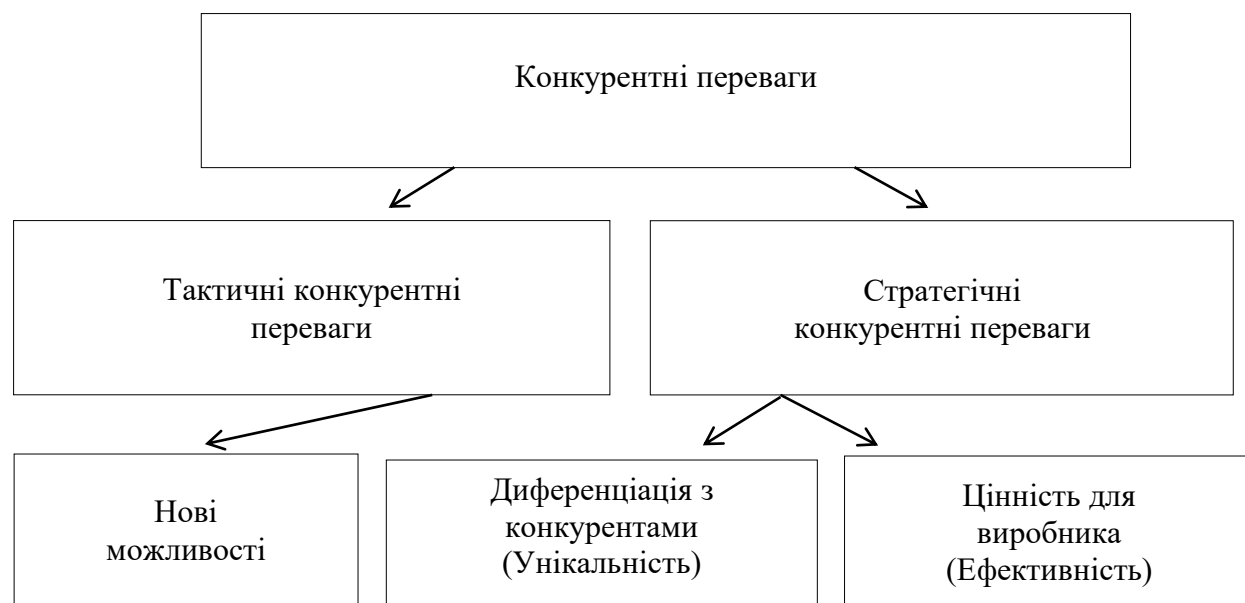 Конкурентні переваги
Тактичні конкурентні
переваги
Стратегічні
конкурентні переваги
Нові
можливості
Диференціація з
конкурентами
(Унікальність)
Цінність для
виробника
(Ефективність)